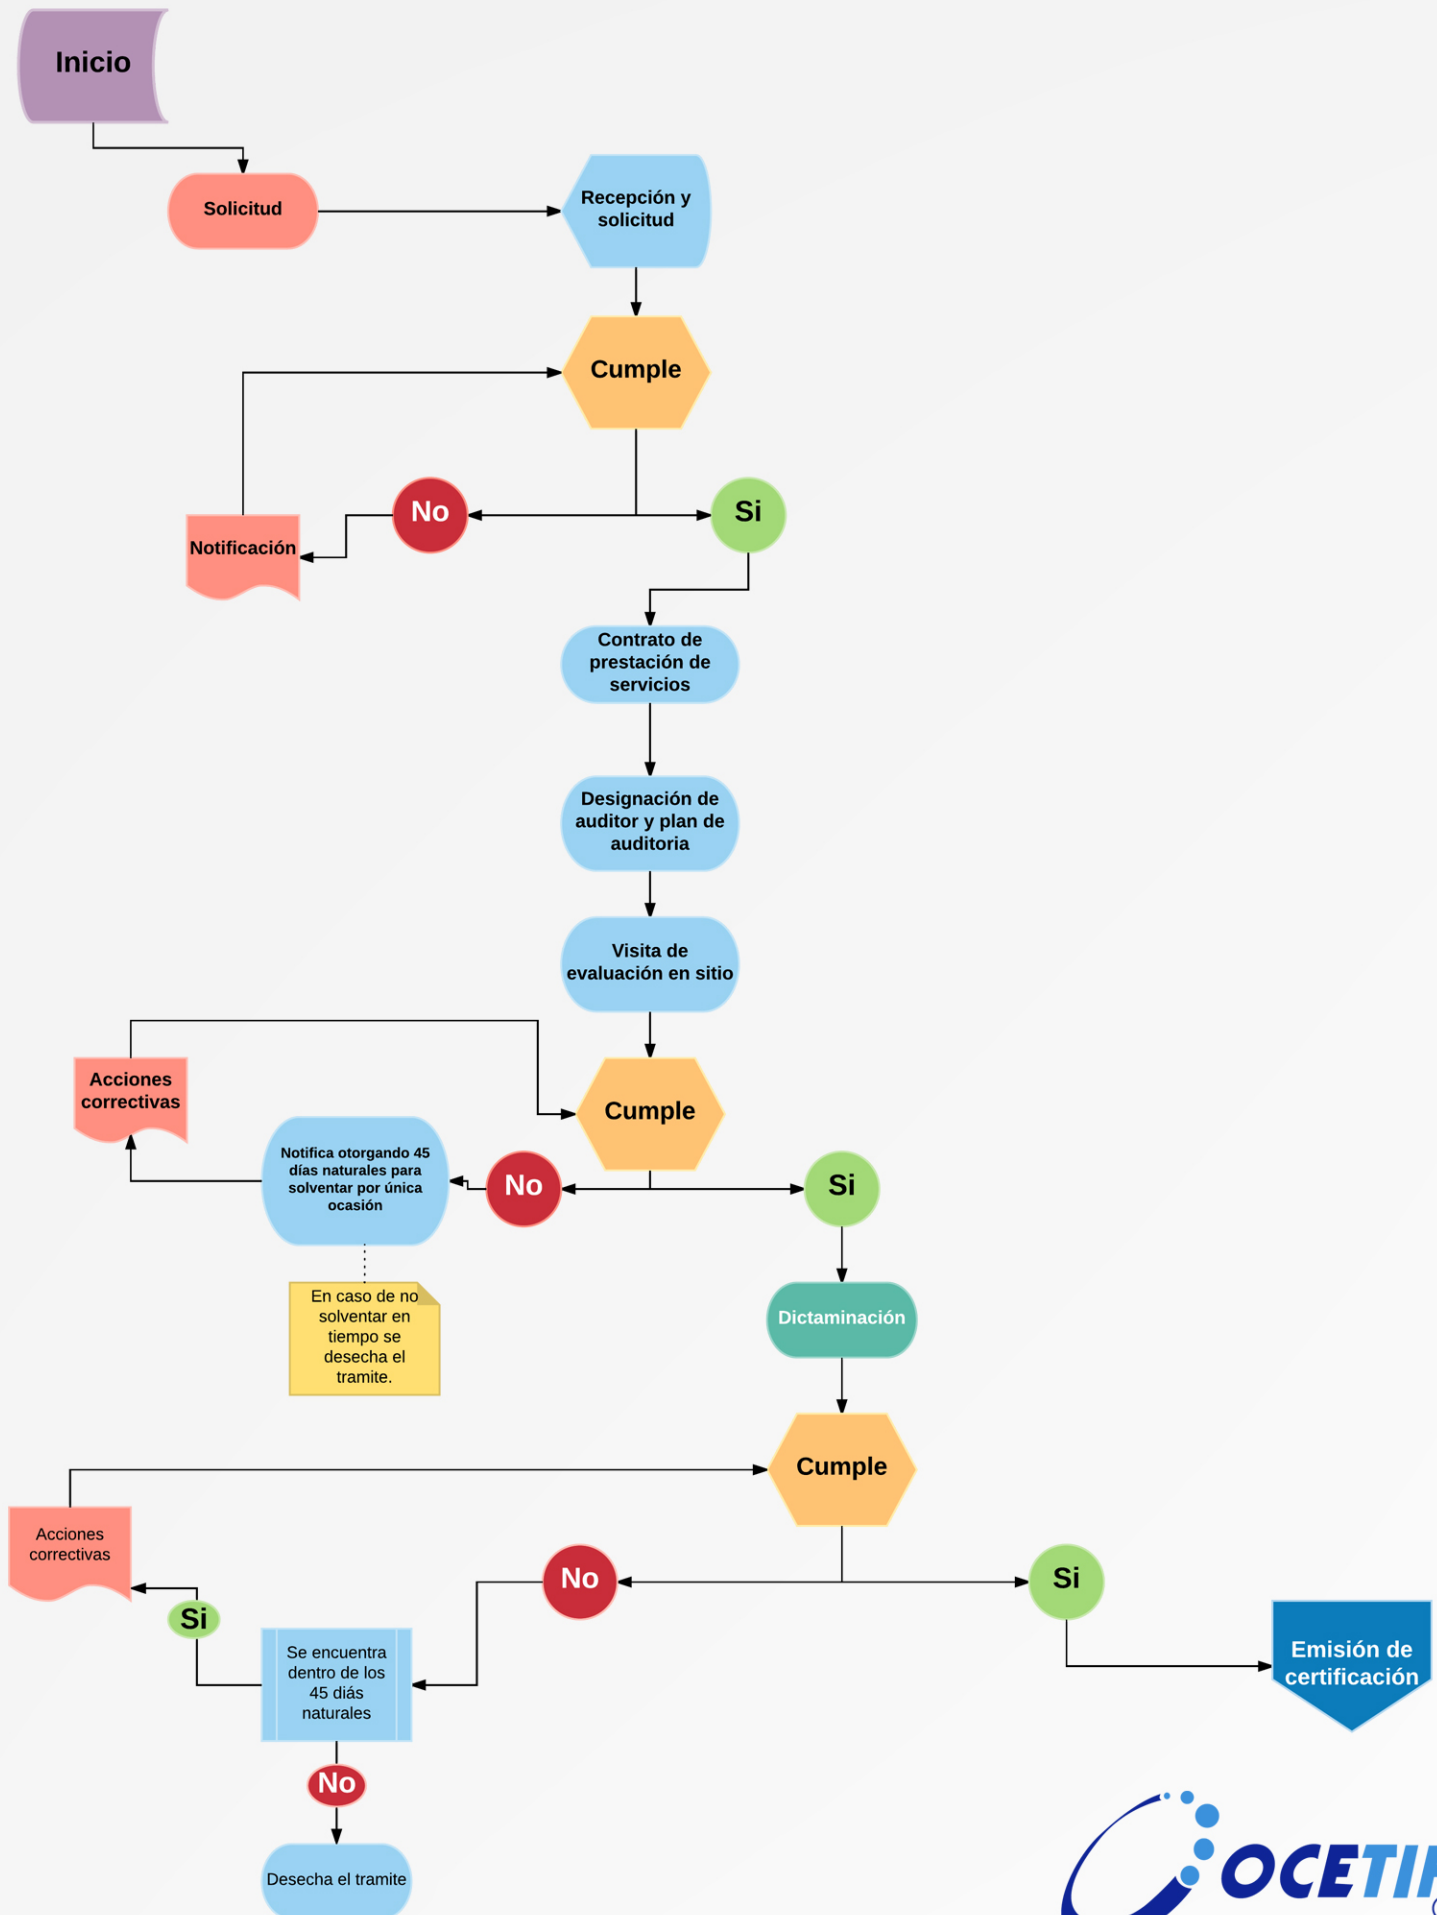 Inicio
Solicitud
Recepción y
solicitud
Cumple
No
Si
Notificación
Contrato de
prestación de
servicios
Designación de
auditor y plan de
auditoria
Visita de
evaluación en sitio
Acciones
correctivas
Cumple
Notifica otorgando 45
días naturales para
solventar por única
ocasión
No
Si
En caso de no
solventar en
tiempo se
desecha el
tramite.
Dictaminación
Cumple
Acciones
correctivas
No
Si
Si
Se encuentra
dentro de los
45 diás
naturales
Emisión de
certificación
No
Desecha el tramite